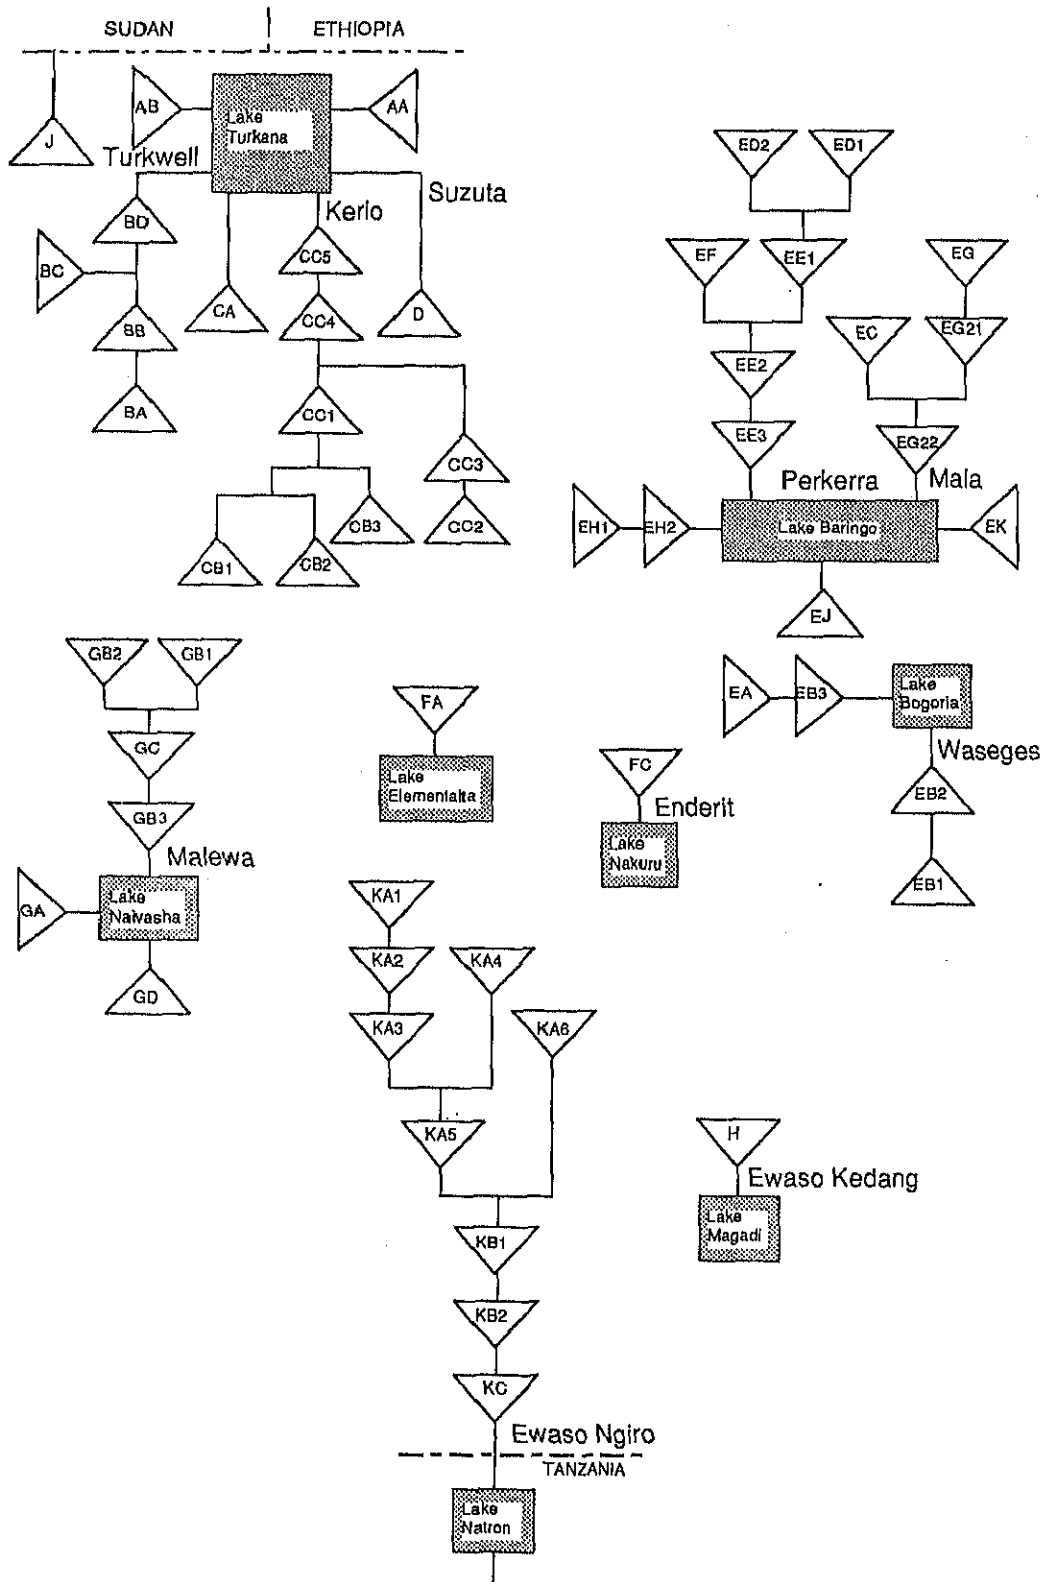 SUDAN
ETHIOPIA
AB
AA
Lake
Turkana
J
Turkwell
Suzuta
Kerio
BD
BC
CC5
CA
CC4
D
BB
BA
CC1
CC3
CB3
CC2
CB1
CB2
ED2
ED1
EF
EE1
EG
EC
EG21
EE2
EE3
EG22
Perkerra
Mala
EH1
EH2
Lake Baringo
EK
EJ
GB2
GB1
GC
GB3
Malewa
GA
Lake
Naivasha
GD
FA
Lake
Elementaita
FC
Enderit
Lake
Nakuru
EA
EB3
Lake
Bogoria
Waseges
EB2
EB1
KA1
KA2
KA4
KA3
KA6
KA5
KB1
KB2
KC
Ewaso Ngiro
TANZANIA
Lake
Natron
H
Ewaso Kedang
Lake
Magadi